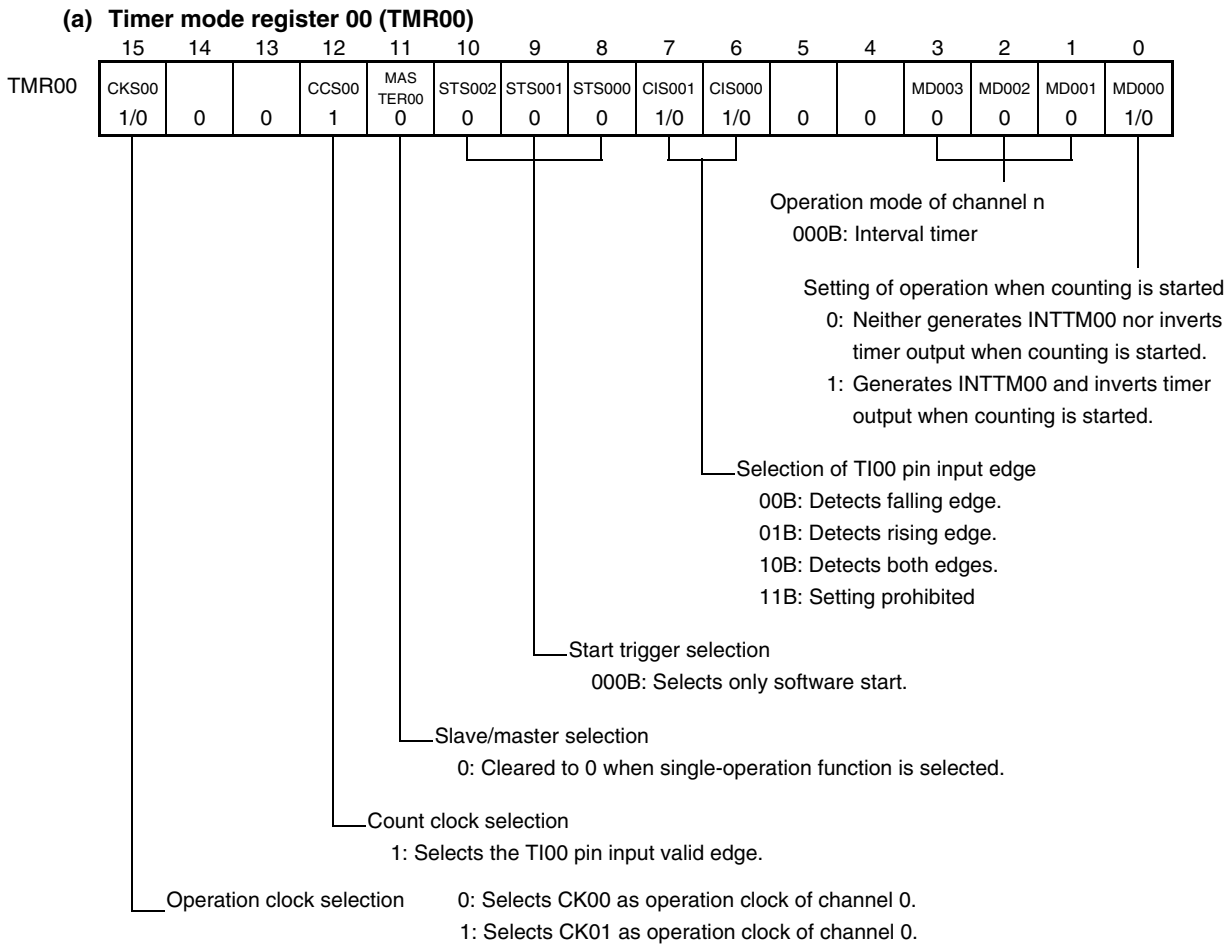 (a) Timer mode register 00 (TMR00)
15 14 13 12 11 10 9 8 7 6 5 4 3 2 1 0
TMR00 CKS00 CCS00 MAS TER00 STS002 STS001 STS000 CIS001 CIS000 MD003 MD002 MD001 MD000
1/0 0 0 1 0 0 0 0 1/0 1/0 0 0 0 0 0 1/0
Operation mode of channel n
000B: Interval timer
Setting of operation when counting is started
0: Neither generates INTTM00 nor inverts
timer output when counting is started.
1: Generates INTTM00 and inverts timer
output when counting is started.
Selection of TI00 pin input edge
00B: Detects falling edge.
01B: Detects rising edge.
10B: Detects both edges.
11B: Setting prohibited
Start trigger selection
000B: Selects only software start.
Slave/master selection
0: Cleared to 0 when single-operation function is selected.
Count clock selection
1: Selects the TI00 pin input valid edge.
Operation clock selection 0: Selects CK00 as operation clock of channel 0.
1: Selects CK01 as operation clock of channel 0.